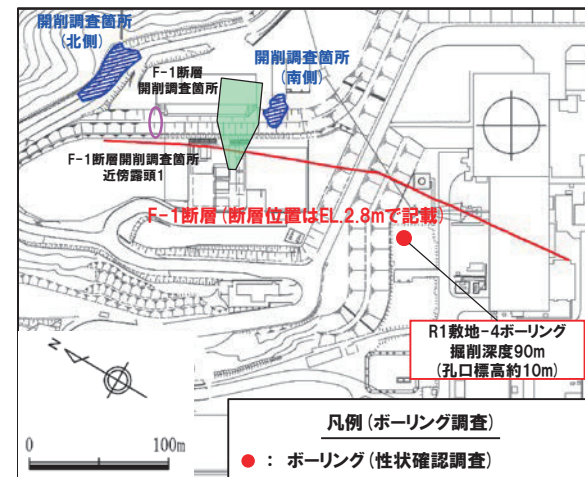 開削調査箇所
(北側)
F-1断層
開削調査箇所
開削調査箇所
(南側)
F-1断層開削調査箇所
近傍露頭1
F-1断層(断層位置はEL.2.8mで記載)
R1敷地-4ボーリング
掘削深度90m
(孔口標高約10m)
N
0 100m
凡例(ボーリング調査)
● : ボーリング(性状確認調査)